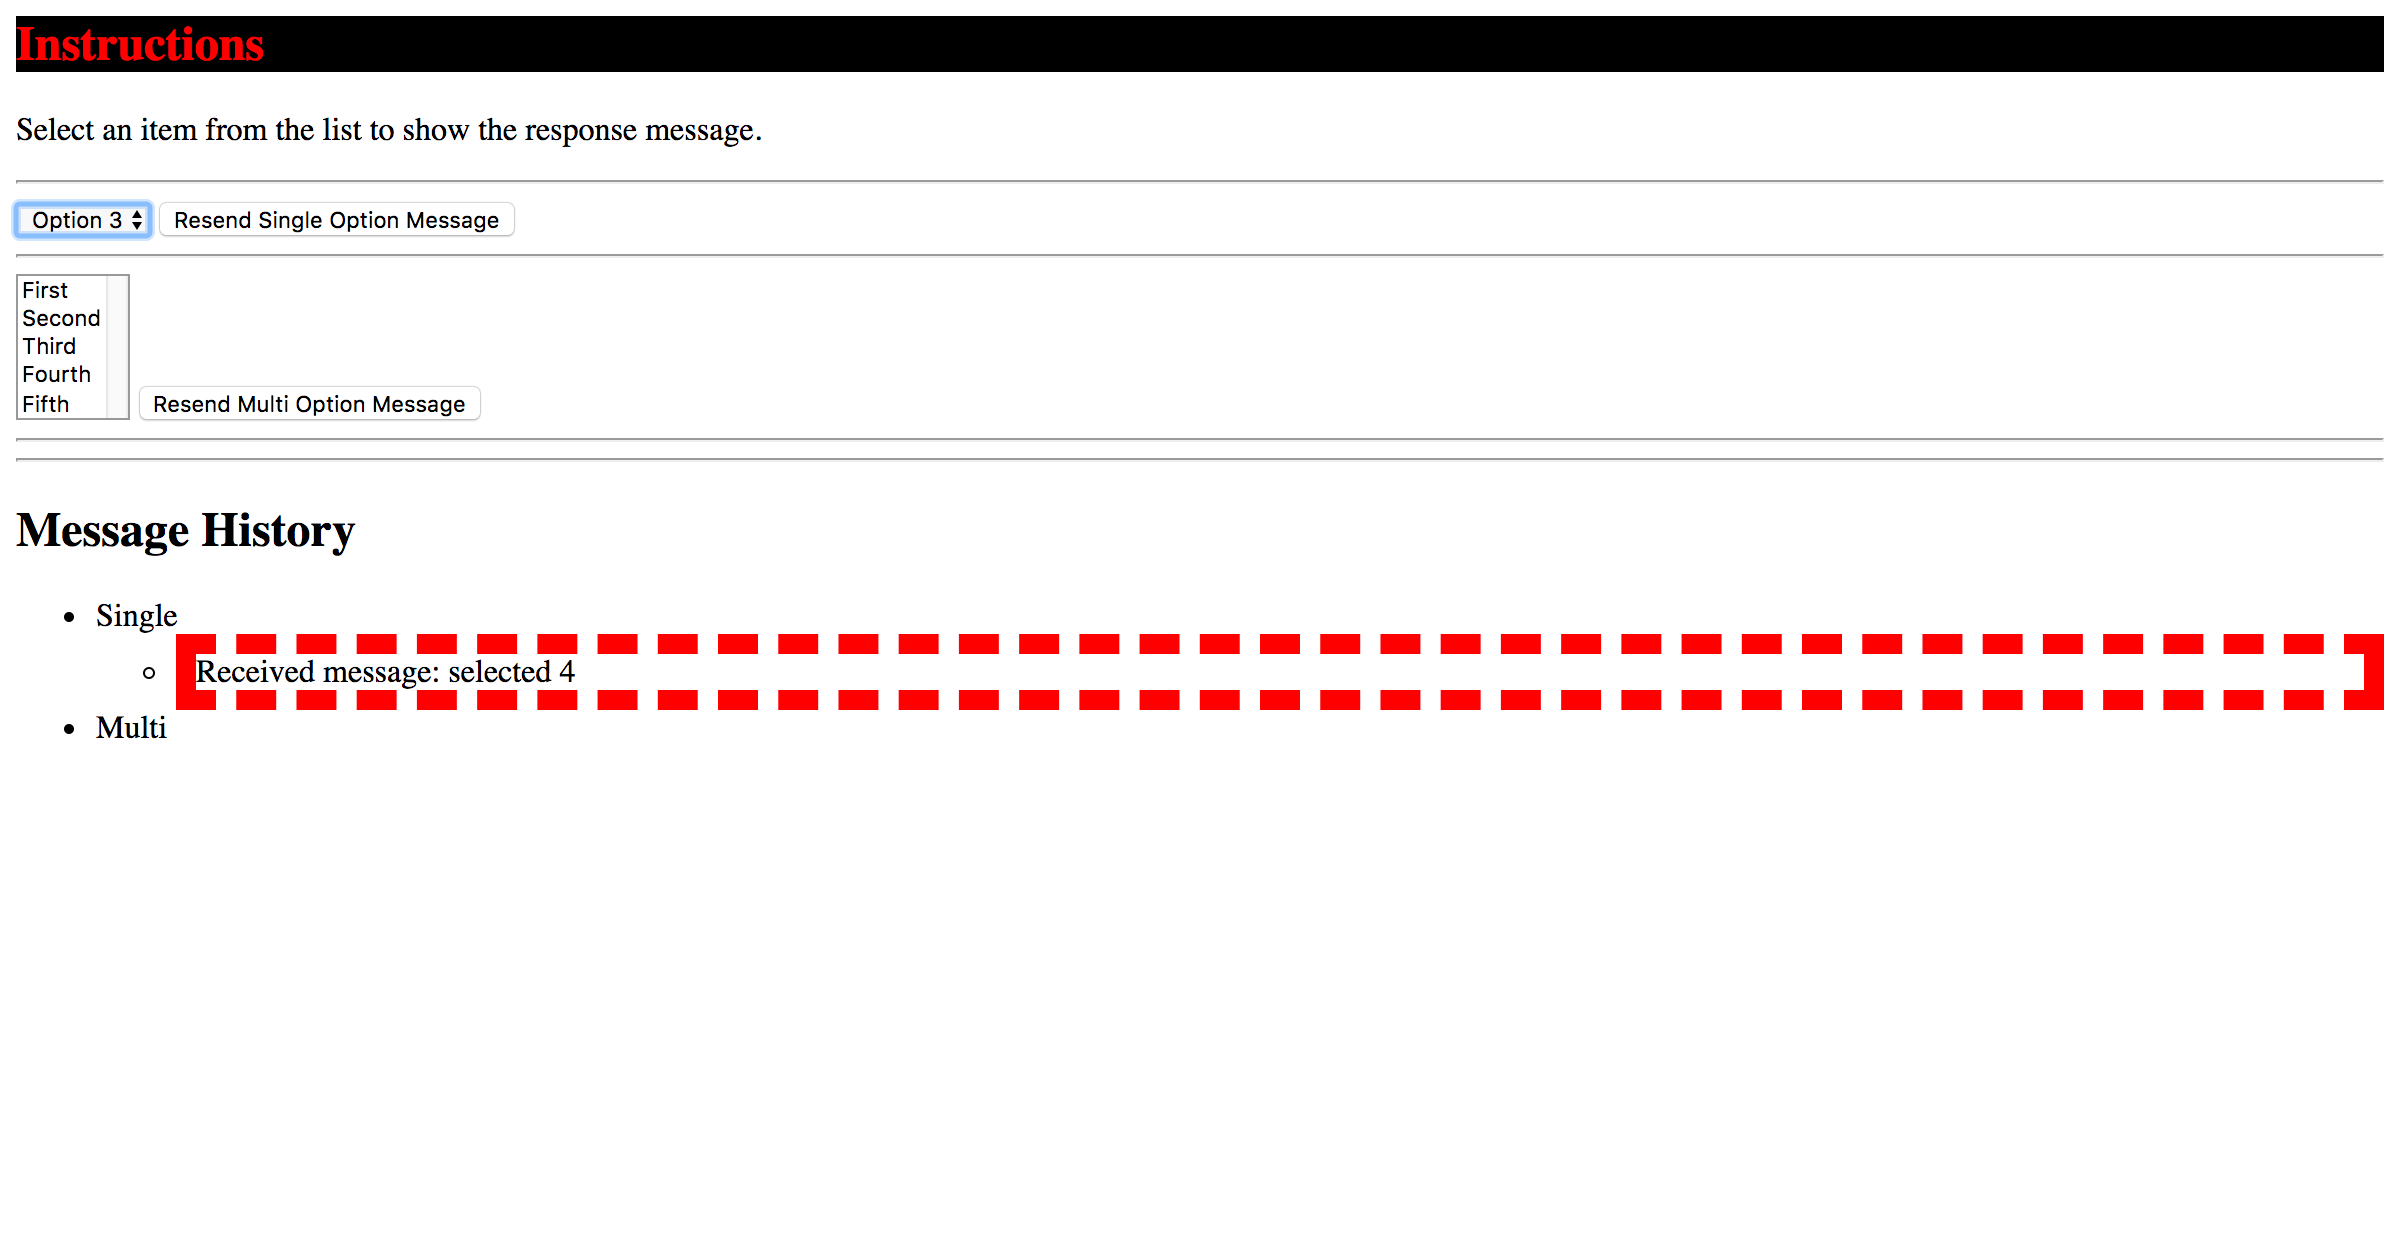 Instructions
Select an item from the list to show the response message.
Option 3 Resend Single Option Message
First
Second
Third
Fourth
Fifth Resend Multi Option Message
Message History
Single
Received message: selected 4
Multi